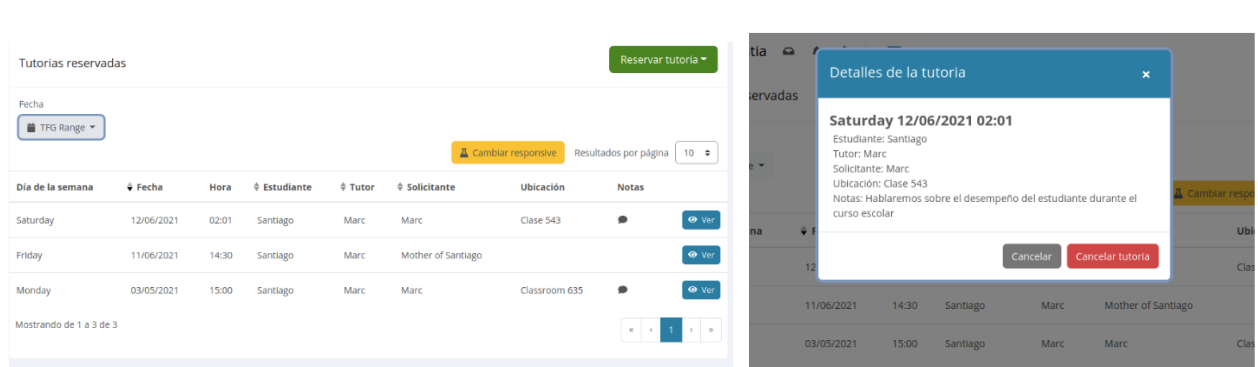 Tutorias reservadas
Reservar tutoria
Fecha
TFG Range
Cambiar responsive Resultados por página 10
Día de la semana Fecha Hora Estudiante Tutor Solicitante Ubicación Notas
Saturday 12/06/2021 02:01 Santiago Marc Marc Clase 543 Ver
Friday 11/06/2021 14:30 Santiago Marc Mother of Santiago Ver
Monday 03/05/2021 15:00 Santiago Marc Marc Classroom 635 Ver
Mostrando de 1 a 3 de 3
« ‹ 1 › »
tia
servadas
Detalles de la tutoria ×
Saturday 12/06/2021 02:01
Estudiante: Santiago
Tutor: Marc
Solicitante: Marc
Ubicación: Clase 543
Notas: Hablaremos sobre el desempeño del estudiante durante el
curso escolar
Cancelar Cancelar tutoria
e
Cambiar respo
na F Ubi
12 Clas
11/06/2021 14:30 Santiago Marc Mother of Santiago
03/05/2021 15:00 Santiago Marc Marc Clas